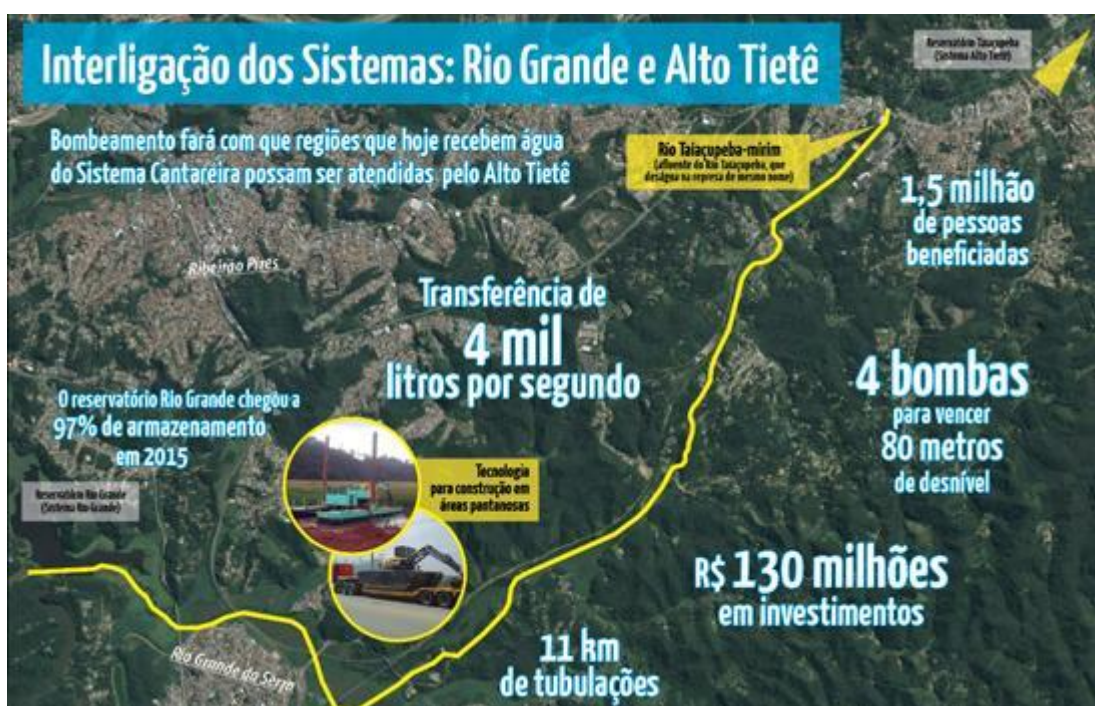 Interligação dos Sistemas: Rio Grande e Alto Tietê
Reservatório Taiaçupeba
(Sistema Alto Tietê)
Bombeamento fará com que regiões que hoje recebem água
do Sistema Cantareira possam ser atendidas pelo Alto Tietê
Rio Taiaçupeba-mirim
(afluente do Rio Taiaçupeba, que
deságua na represa de mesmo nome)
1,5 milhão
de pessoas
beneficiadas
Ribeirão Pires
Transferência de
4 mil
litros por segundo
4 bombas
para vencer
80 metros
de desnível
O reservatório Rio Grande chegou a
97% de armazenamento
em 2015
Tecnologia
para construção em
áreas pantanosas
Reservatório Rio Grande
(Sistema Rio Grande)
R$ 130 milhões
em investimentos
11 km
de tubulações
Rio Grande da Serra